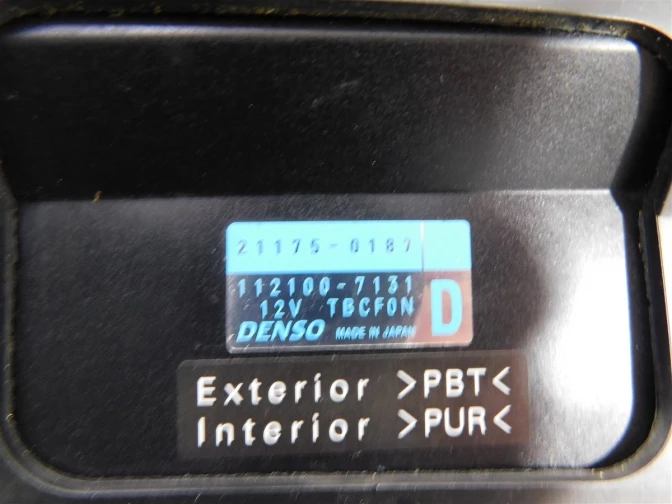 21175-0187
112100-7131
12V TBCF0N
DENSO MADE IN JAPAN
D
Exterior >PBT<
Interior >PUR<